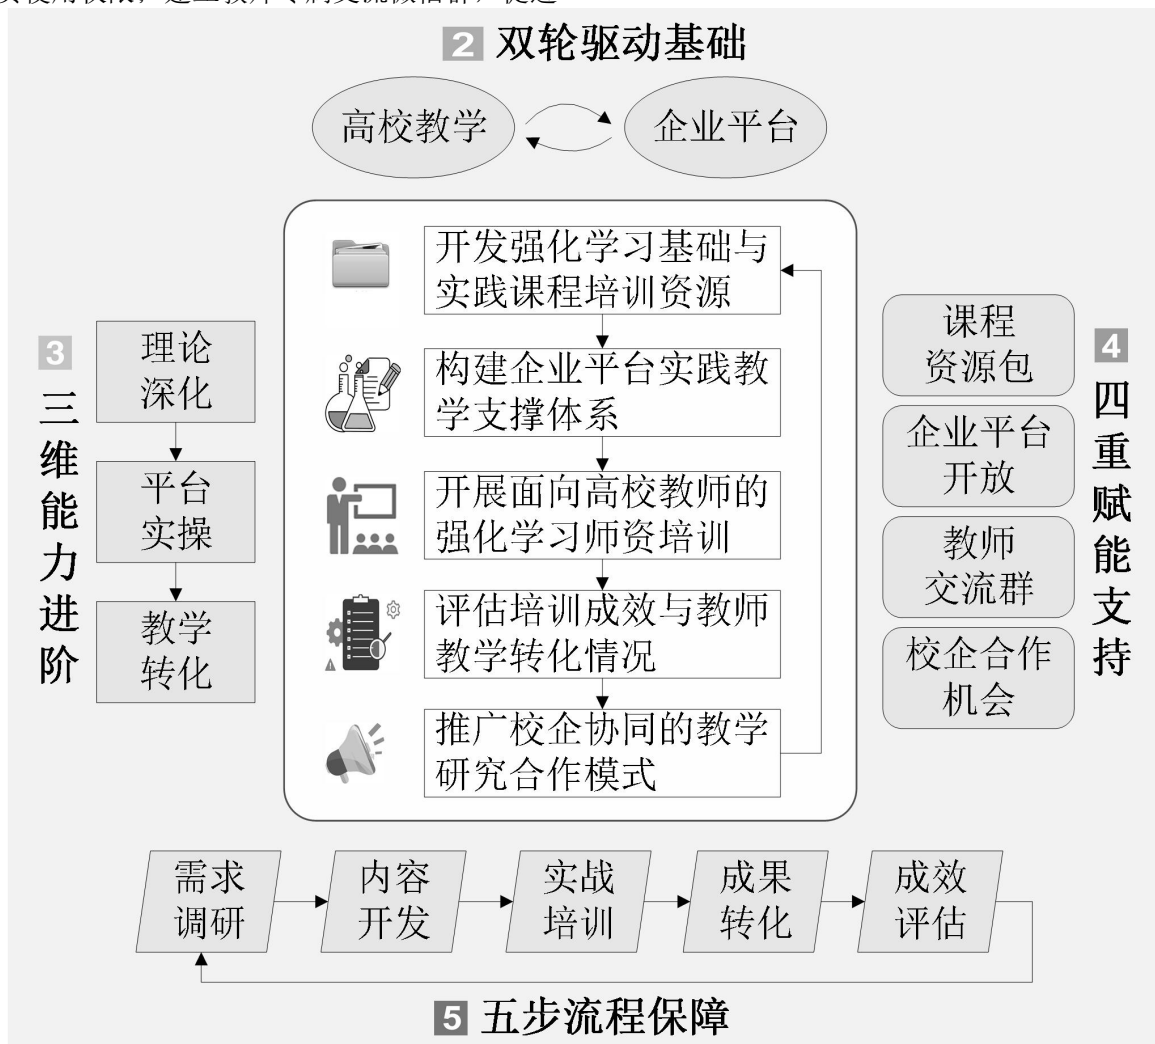 2 双轮驱动基础
高校教学
企业平台
开发强化学习基础与
实践课程培训资源
构建企业平台实践教
学支撑体系
开展面向高校教师的
强化学习师资培训
评估培训成效与教师
教学转化情况
推广校企协同的教学
研究合作模式
3
三维能力进阶
理论
深化
平台
实操
教学
转化
4
四重赋能支持
课程
资源包
企业平台
开放
教师
交流群
校企合作
机会
需求
调研
内容
开发
实战
培训
成果
转化
成效
评估
5 五步流程保障